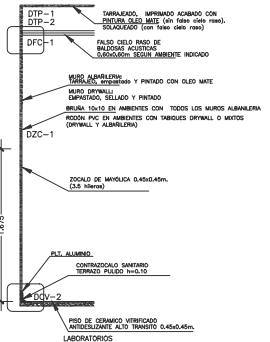 DTP-1
DTP-2
TARRAJEADO, IMPRIMADO ACABADO CON
PINTURA OLEO MATE (sin falso cielo raso).
SOLAQUEADO (con falso cielo raso)
DFC-1
FALSO CIELO RASO DE
BALDOSAS ACUSTICAS
0.60x0.60m SEGUN AMBIENTE INDICADO
MURO ALBAÑILERIA:
TARRAJEO, empastado Y PINTADO CON OLEO MATE
MURO DRYWALL:
EMPASTADO, SELLADO Y PINTADO
BRUÑA 10x10 EN AMBIENTES CON TODOS LOS MUROS ALBANILERIA
DZC-1
RODÓN PVC EN AMBIENTES CON TABIQUES DRYWALL O MIXTOS
(DRYWALL Y ALBAÑILERIA)
1.675
ZOCALO DE MAYÓLICA 0.45x0.45m.
(3.5 hileras)
PLT. ALUMINIO
CONTRAZOCALO SANITARIO
TERRAZO PULIDO h=0.10
DCV-2
PISO DE CERAMICO VITRIFICADO
ANTIDESLIZANTE ALTO TRANSITO 0.45x0.45m.
LABORATORIOS